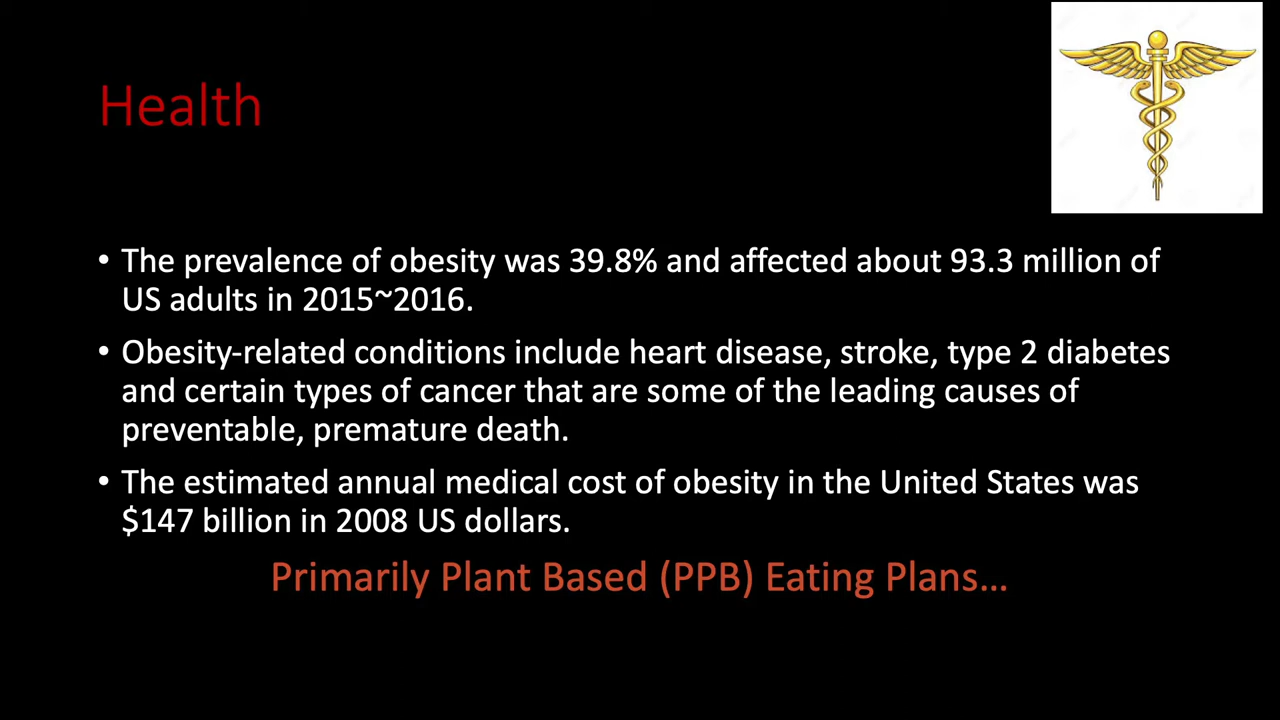 Health
• The prevalence of obesity was 39.8% and affected about 93.3 million of
US adults in 2015~2016.
• Obesity-related conditions include heart disease, stroke, type 2 diabetes
and certain types of cancer that are some of the leading causes of
preventable, premature death.
• The estimated annual medical cost of obesity in the United States was
$147 billion in 2008 US dollars.
Primarily Plant Based (PPB) Eating Plans...